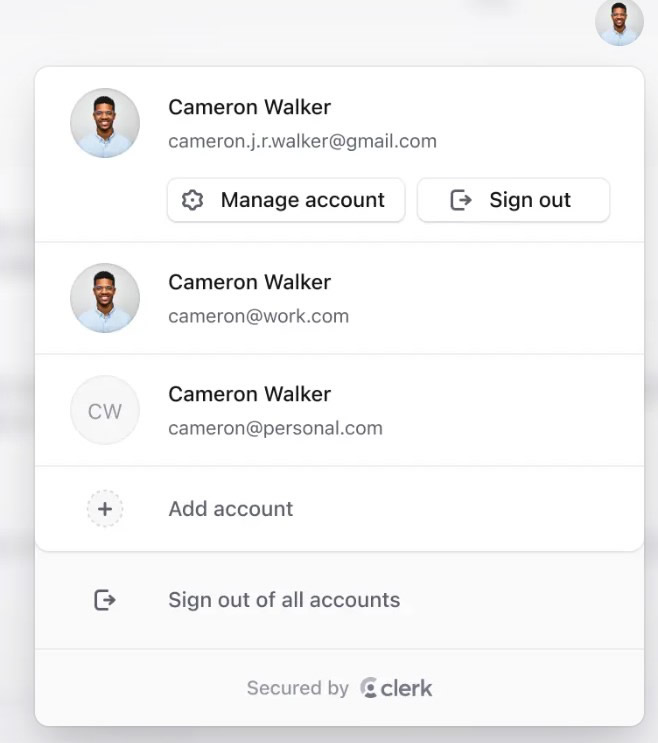 Cameron Walker
cameron.j.r.walker@gmail.com
Manage account
Sign out
Cameron Walker
cameron@work.com
CW
Cameron Walker
cameron@personal.com
Add account
Sign out of all accounts
Secured by clerk